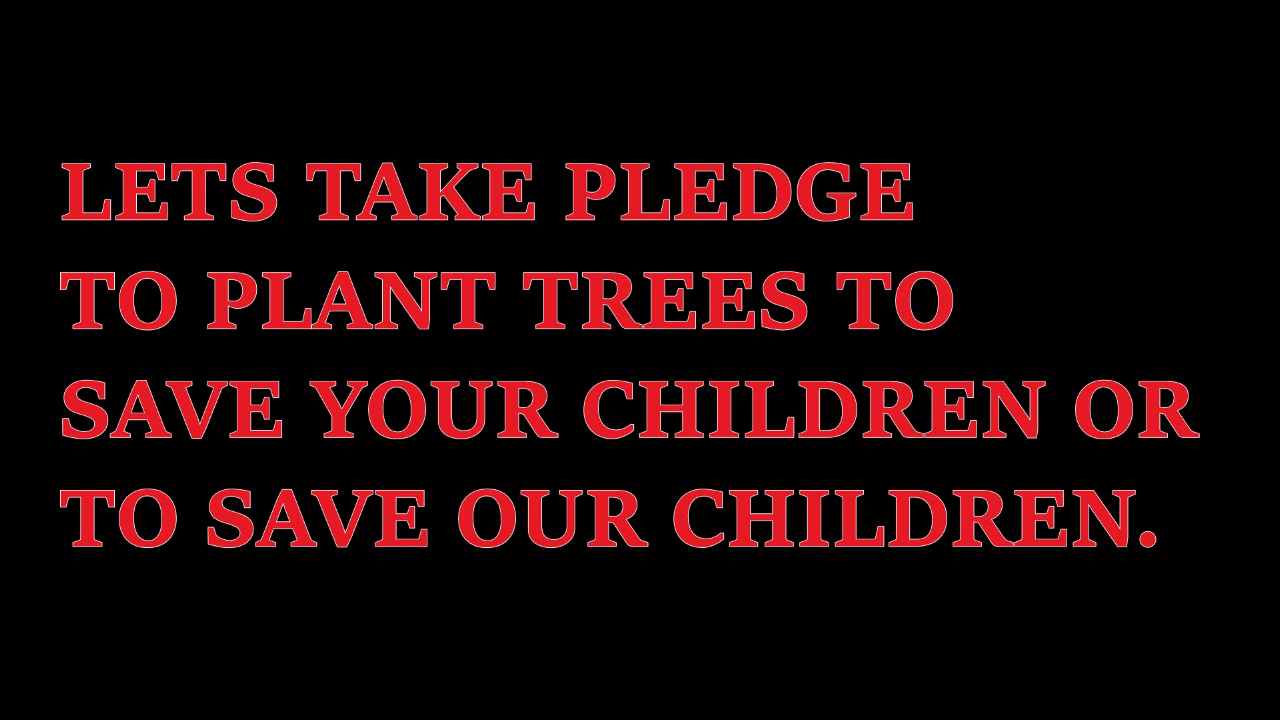 LETS TAKE PLEDGE
TO PLANT TREES TO
SAVE YOUR CHILDREN OR
TO SAVE OUR CHILDREN.